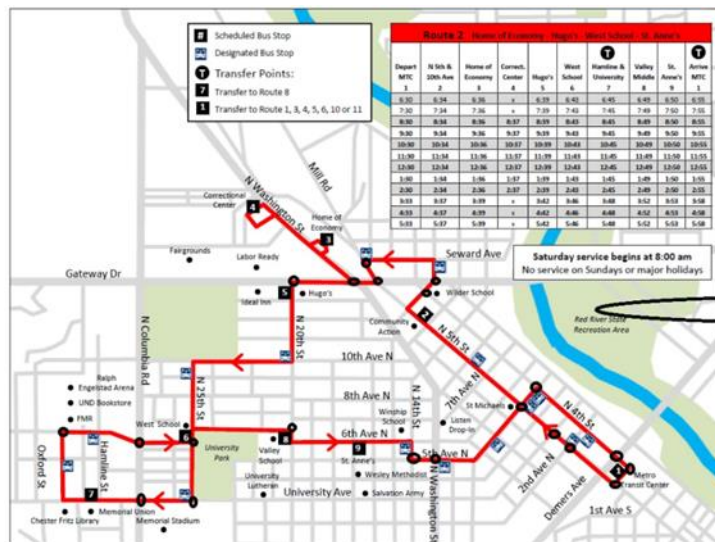 # Scheduled Bus Stop
Designated Bus Stop
T Transfer Points:
7 Transfer to Route 8
1 Transfer to Route 1, 3, 4, 5, 6, 10 or 11
Route 2 Home of Economy - Hugo's - West School - St. Anne's
T T
Depart MTC N 5th & 10th Ave Home of Economy Correct. Center Hugo's West School Hamline & University Valley Middle St. Anne's Arrive MTC
1 2 3 4 5 6 7 8 9 1
6:30 6:34 6:36 x 6:39 6:43 6:45 6:49 6:50 6:55
7:30 7:34 7:36 x 7:39 7:43 7:45 7:49 7:50 7:55
8:30 8:34 8:36 8:37 8:39 8:43 8:45 8:49 8:50 8:55
9:30 9:34 9:36 9:37 9:39 9:43 9:45 9:49 9:50 9:55
10:30 10:34 10:36 10:37 10:39 10:43 10:45 10:49 10:50 10:55
11:30 11:34 11:36 11:37 11:39 11:43 11:45 11:49 11:50 11:55
12:30 12:34 12:36 12:37 12:39 12:43 12:45 12:49 12:50 12:55
1:30 1:34 1:36 1:37 1:39 1:43 1:45 1:49 1:50 1:55
2:30 2:34 2:36 2:37 2:39 2:43 2:45 2:49 2:50 2:55
3:33 3:37 3:39 x 3:42 3:46 3:48 3:52 3:53 3:58
4:33 4:37 4:39 x 4:42 4:46 4:48 4:52 4:53 4:58
5:33 5:37 5:39 x 5:42 5:46 5:48 5:52 5:53 5:58
Saturday service begins at 8:00 am
No service on Sundays or major holidays
Mill Rd
N Washington St
Correctional
Center
4
Home of
Economy
3
Fairgrounds
Labor Ready
Seward Ave
Gateway Dr
Ideal Inn
5
Hugo's
Wilder School
Community
Action
2
Red River State
Recreation Area
N Columbia Rd
N 20th St
N 5th St
10th Ave N
Ralph
Engelstad Arena
UND Bookstore
FMR
N 25th St
8th Ave N
N 14th St
7th Ave N
St Michaels
N 4th St
West School
6
Winship
School
Listen
Drop-In
Oxford St
Hamline St
University
Park
Valley
School
8
6th Ave N
9
St. Anne's
5th Ave N
Wesley Methodist
N Washington St
2nd Ave N
Demers Ave
1
Metro
Transit Center
7
Memorial Union
Chester Fritz Library
Memorial Stadium
University
Lutheran
University Ave
Salvation Army
1st Ave S